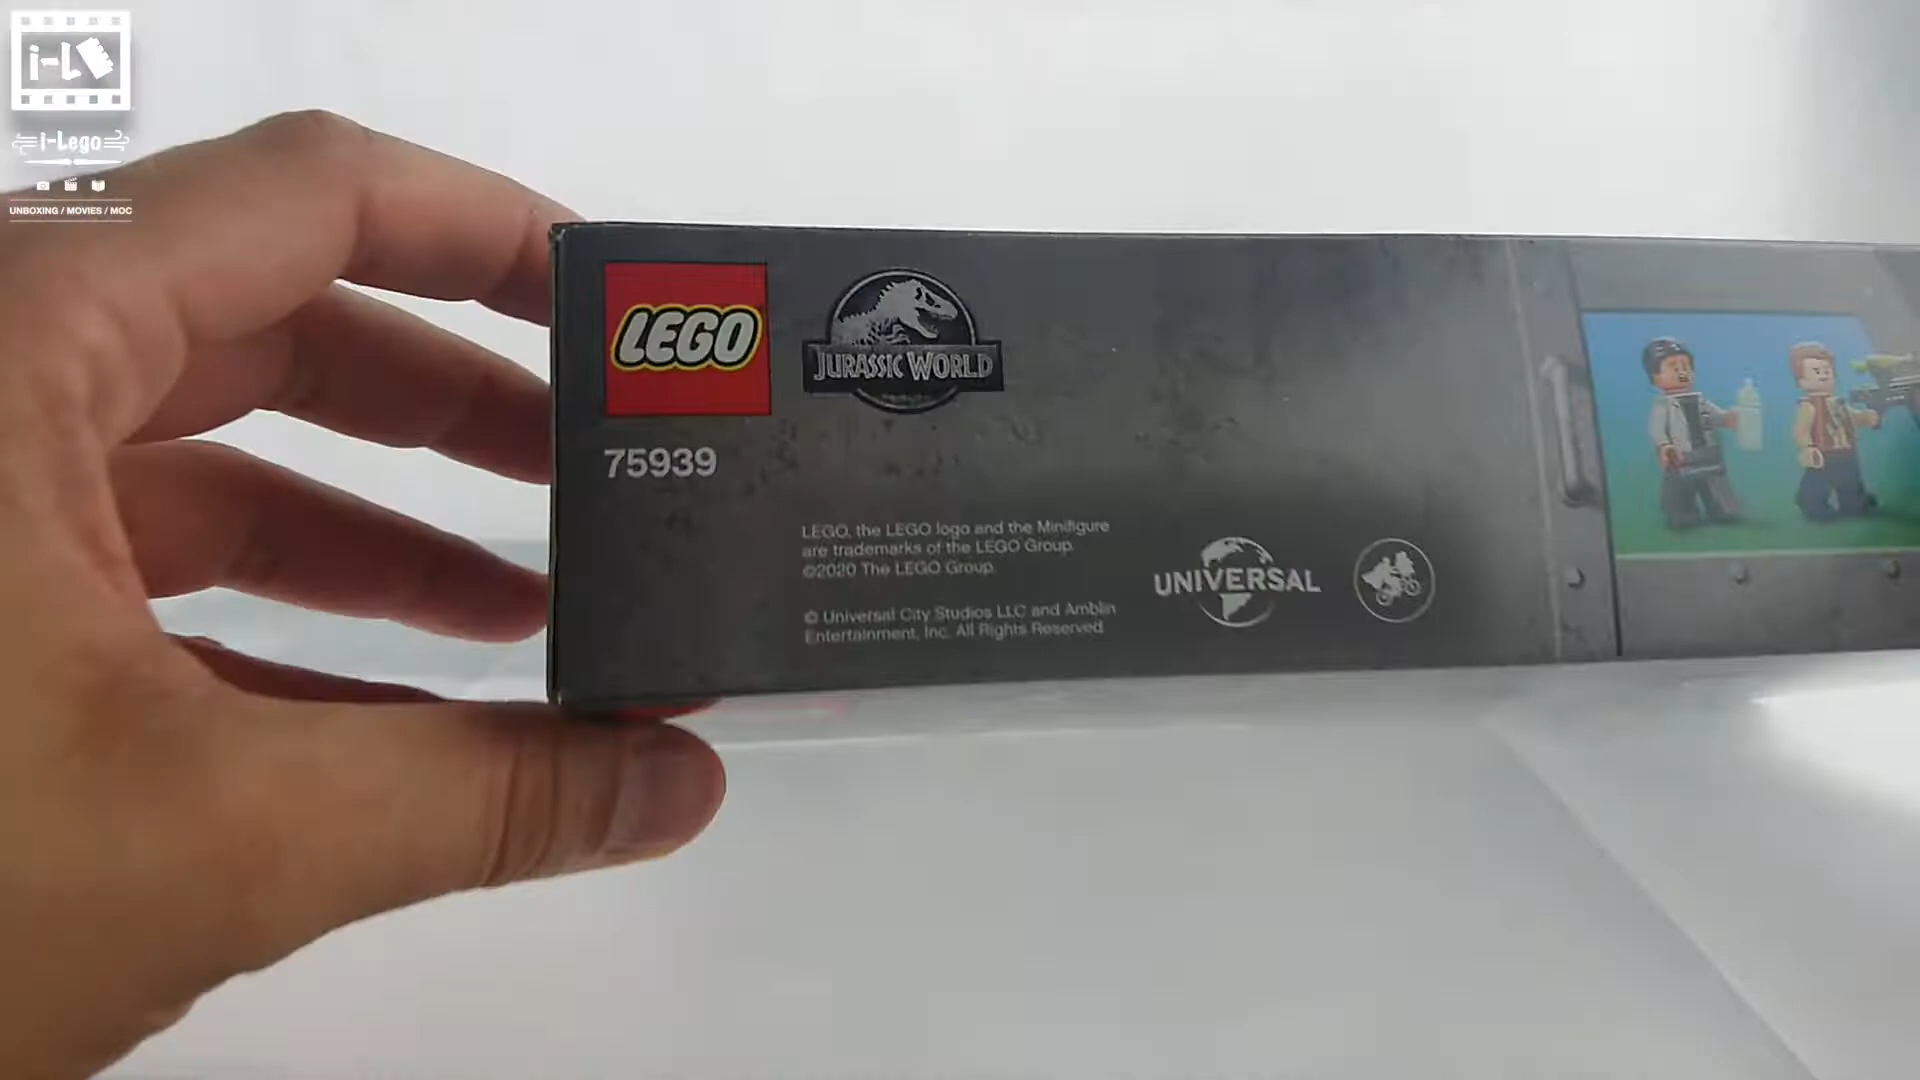 i-L
i-Lego
UNBOXING / MOVIES / MOC
LEGO
JURASSIC WORLD
75939
LEGO, the LEGO logo and the Minifigure
are trademarks of the LEGO Group.
©2020 The LEGO Group.
© Universal City Studios LLC and Amblin
Entertainment, Inc. All Rights Reserved.
UNIVERSAL